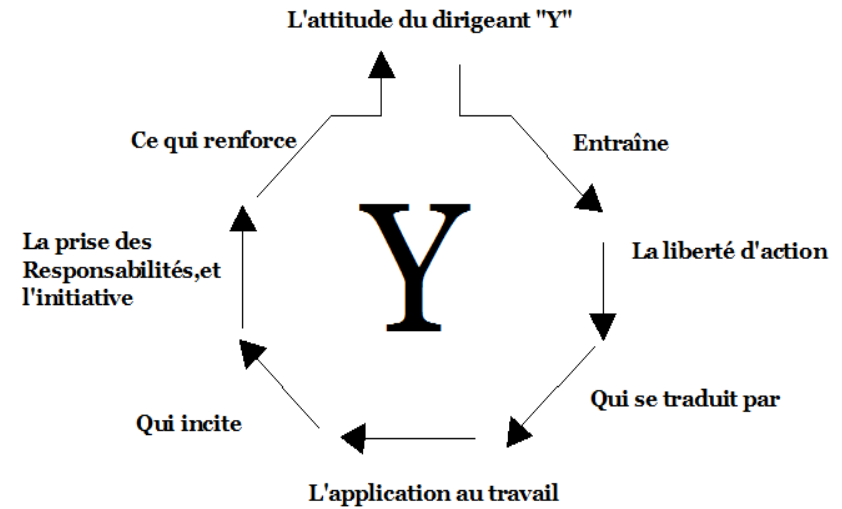 L'attitude du dirigeant "Y"
Entraîne
La liberté d'action
Qui se traduit par
L'application au travail
Qui incite
La prise des
Responsabilités,et
l'initiative
Ce qui renforce
Y